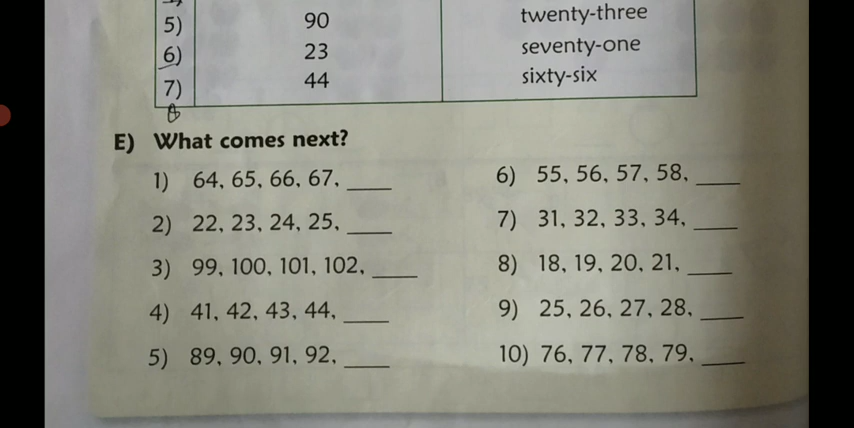 5) 90 twenty-three
6) 23 seventy-one
7) 44 sixty-six
E) What comes next?
1) 64, 65, 66, 67, ____
2) 22, 23, 24, 25, ____
3) 99, 100, 101, 102, ____
4) 41, 42, 43, 44, ____
5) 89, 90, 91, 92, ____
6) 55, 56, 57, 58, ____
7) 31, 32, 33, 34, ____
8) 18, 19, 20, 21, ____
9) 25, 26, 27, 28, ____
10) 76, 77, 78, 79, ____